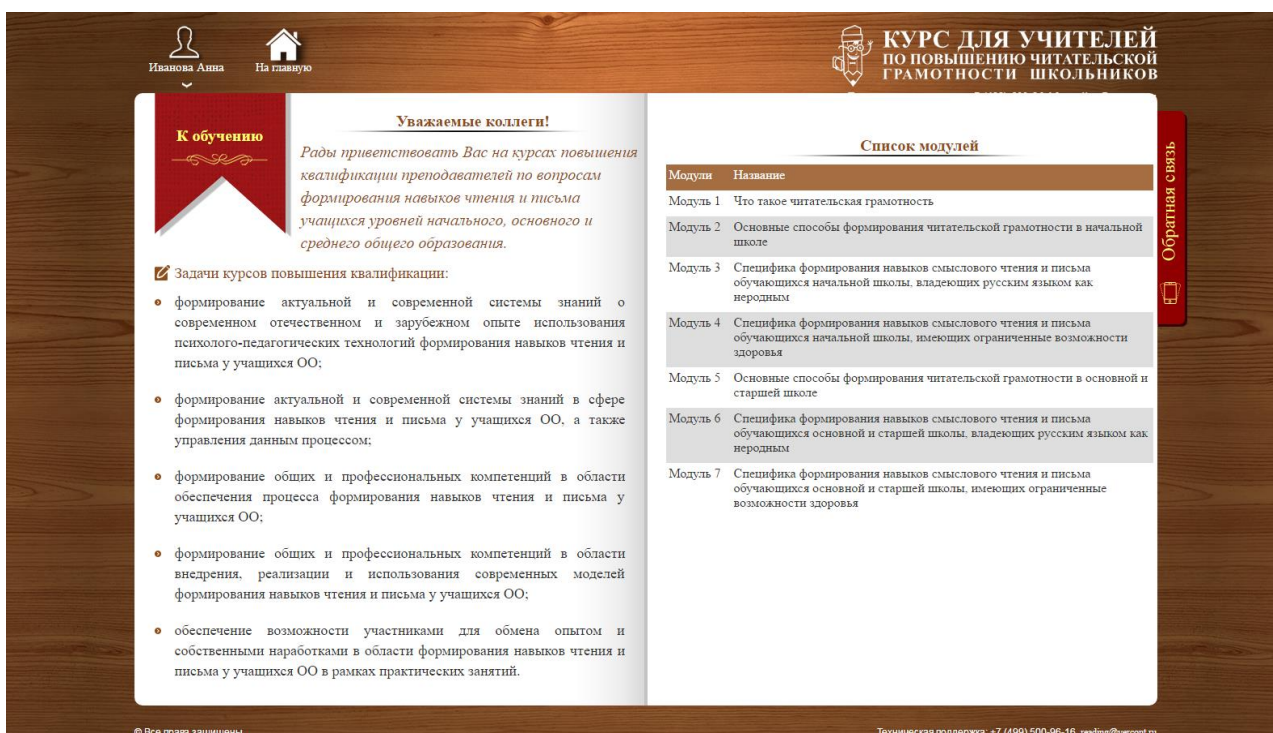 Иванова Анна
На главную
КУРС ДЛЯ УЧИТЕЛЕЙ
ПО ПОВЫШЕНИЮ ЧИТАТЕЛЬСКОЙ
ГРАМОТНОСТИ ШКОЛЬНИКОВ
К обучению
Уважаемые коллеги!
Рады приветствовать Вас на курсах повышения
квалификации преподавателей по вопросам
формирования навыков чтения и письма
учащихся уровней начального, основного и
среднего общего образования.
Задачи курсов повышения квалификации:
формирование актуальной и современной системы знаний о
современном отечественном и зарубежном опыте использования
психолого-педагогических технологий формирования навыков чтения и
письма у учащихся ОО;
формирование актуальной и современной системы знаний в сфере
формирования навыков чтения и письма у учащихся ОО, а также
управления данным процессом;
формирование общих и профессиональных компетенций в области
обеспечения процесса формирования навыков чтения и письма у
учащихся ОО;
формирование общих и профессиональных компетенций в области
внедрения, реализации и использования современных моделей
формирования навыков чтения и письма у учащихся ОО;
обеспечение возможности участниками для обмена опытом и
собственными наработками в области формирования навыков чтения и
письма у учащихся ОО в рамках практических занятий.
Список модулей
Модули Название
Модуль 1 Что такое читательская грамотность
Модуль 2 Основные способы формирования читательской грамотности в начальной
школе
Модуль 3 Специфика формирования навыков смыслового чтения и письма
обучающихся начальной школы, владеющих русским языком как
неродным
Модуль 4 Специфика формирования навыков смыслового чтения и письма
обучающихся начальной школы, имеющих ограниченные возможности
здоровья
Модуль 5 Основные способы формирования читательской грамотности в основной и
старшей школе
Модуль 6 Специфика формирования навыков смыслового чтения и письма
обучающихся основной и старшей школы, владеющих русским языком как
неродным
Модуль 7 Специфика формирования навыков смыслового чтения и письма
обучающихся основной и старшей школы, имеющих ограниченные
возможности здоровья
Обратная связь
© Все права защищены
Техническая поддержка: +7 (499) 500-96-16